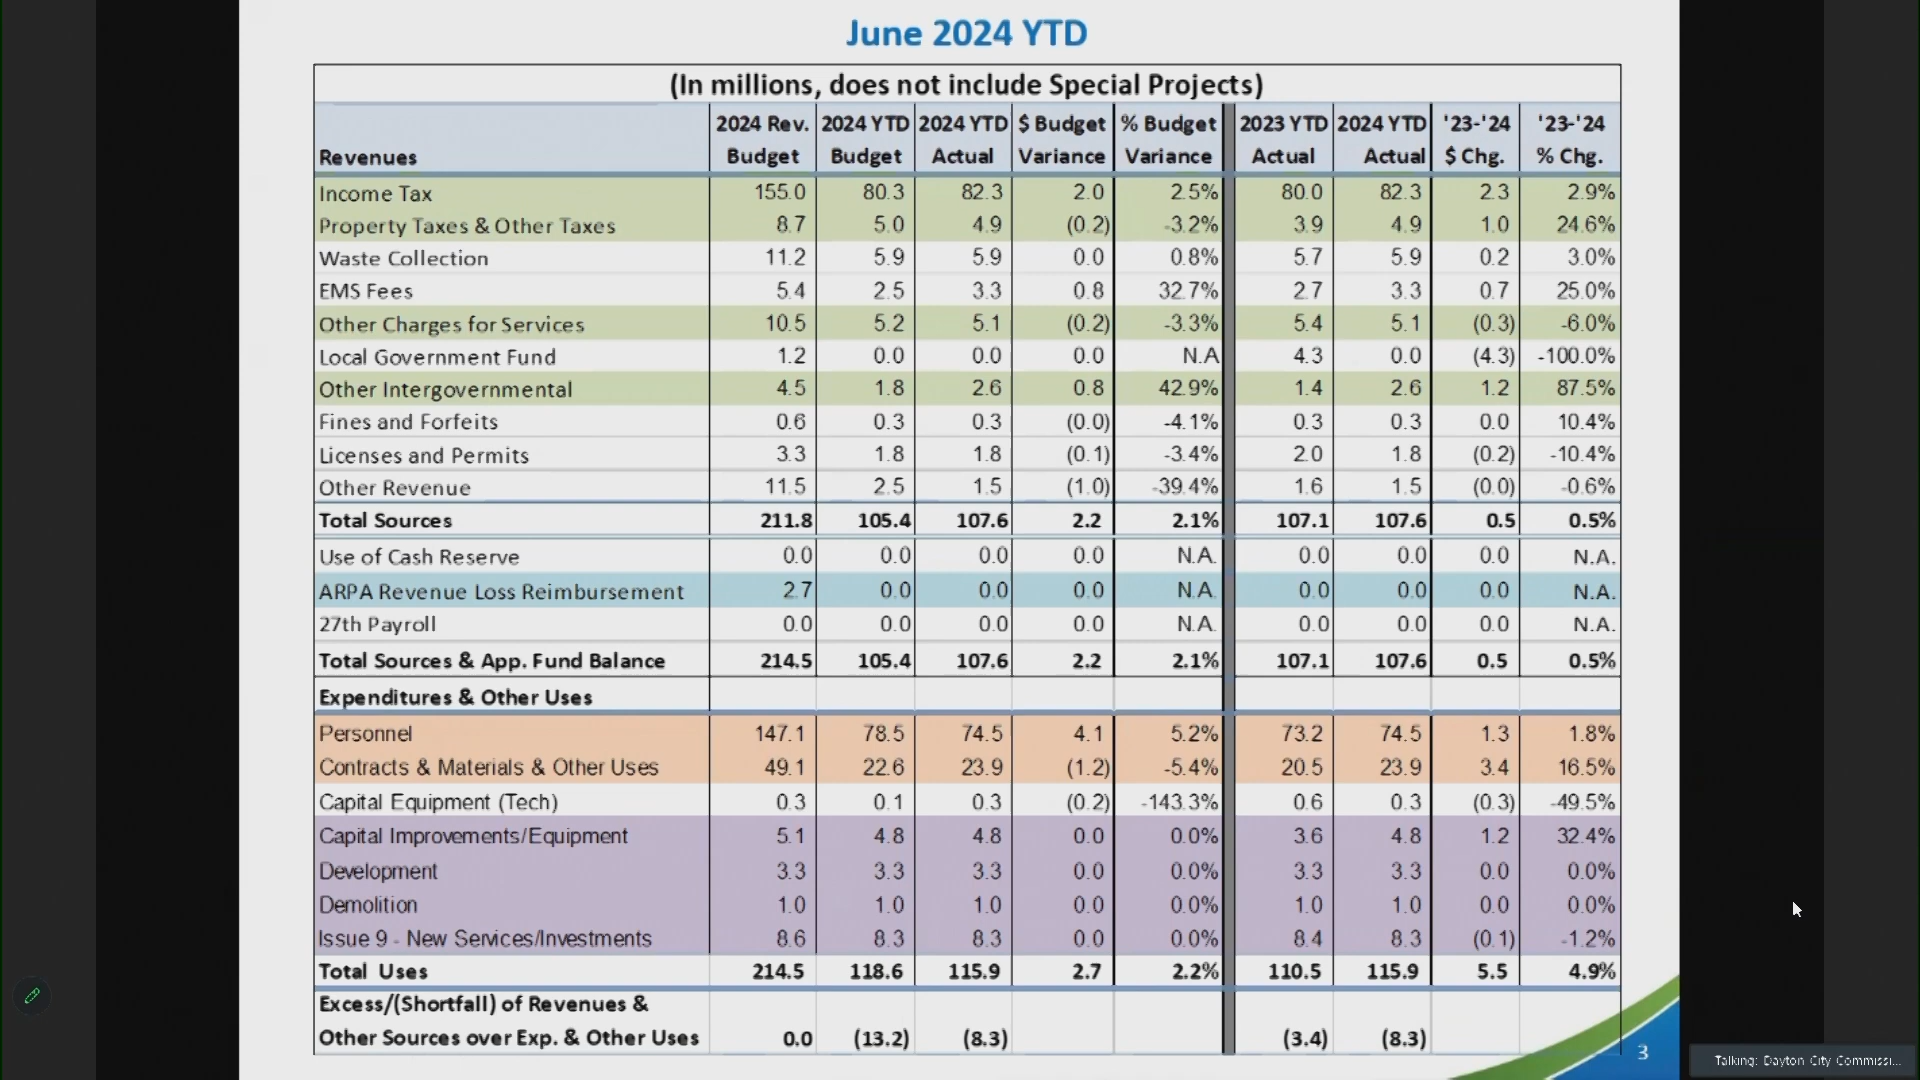 June 2024 YTD
(In millions, does not include Special Projects)
Revenues 2024 Rev. Budget 2024 YTD Budget 2024 YTD Actual $ Budget Variance % Budget Variance 2023 YTD Actual 2024 YTD Actual '23-'24 $ Chg. '23-'24 % Chg.
Income Tax 155.0 80.3 82.3 2.0 2.5% 80.0 82.3 2.3 2.9%
Property Taxes & Other Taxes 8.7 5.0 4.9 (0.2) -3.2% 3.9 4.9 1.0 24.6%
Waste Collection 11.2 5.9 5.9 0.0 0.8% 5.7 5.9 0.2 3.0%
EMS Fees 5.4 2.5 3.3 0.8 32.7% 2.7 3.3 0.7 25.0%
Other Charges for Services 10.5 5.2 5.1 (0.2) -3.3% 5.4 5.1 (0.3) -6.0%
Local Government Fund 1.2 0.0 0.0 0.0 N.A 4.3 0.0 (4.3) -100.0%
Other Intergovernmental 4.5 1.8 2.6 0.8 42.9% 1.4 2.6 1.2 87.5%
Fines and Forfeits 0.6 0.3 0.3 (0.0) -4.1% 0.3 0.3 0.0 10.4%
Licenses and Permits 3.3 1.8 1.8 (0.1) -3.4% 2.0 1.8 (0.2) -10.4%
Other Revenue 11.5 2.5 1.5 (1.0) -39.4% 1.6 1.5 (0.0) -0.6%
Total Sources 211.8 105.4 107.6 2.2 2.1% 107.1 107.6 0.5 0.5%
Use of Cash Reserve 0.0 0.0 0.0 0.0 N.A. 0.0 0.0 0.0 N.A.
ARPA Revenue Loss Reimbursement 2.7 0.0 0.0 0.0 N.A. 0.0 0.0 0.0 N.A.
27th Payroll 0.0 0.0 0.0 0.0 N.A. 0.0 0.0 0.0 N.A.
Total Sources & App. Fund Balance 214.5 105.4 107.6 2.2 2.1% 107.1 107.6 0.5 0.5%
Expenditures & Other Uses
Personnel 147.1 78.5 74.5 4.1 5.2% 73.2 74.5 1.3 1.8%
Contracts & Materials & Other Uses 49.1 22.6 23.9 (1.2) -5.4% 20.5 23.9 3.4 16.5%
Capital Equipment (Tech) 0.3 0.1 0.3 (0.2) -143.3% 0.6 0.3 (0.3) -49.5%
Capital Improvements/Equipment 5.1 4.8 4.8 0.0 0.0% 3.6 4.8 1.2 32.4%
Development 3.3 3.3 3.3 0.0 0.0% 3.3 3.3 0.0 0.0%
Demolition 1.0 1.0 1.0 0.0 0.0% 1.0 1.0 0.0 0.0%
Issue 9 - New Services/Investments 8.6 8.3 8.3 0.0 0.0% 8.4 8.3 (0.1) -1.2%
Total Uses 214.5 118.6 115.9 2.7 2.2% 110.5 115.9 5.5 4.9%
Excess/(Shortfall) of Revenues &
Other Sources over Exp. & Other Uses 0.0 (13.2) (8.3) (3.4) (8.3)
3
Talking: Dayton City Commissi...